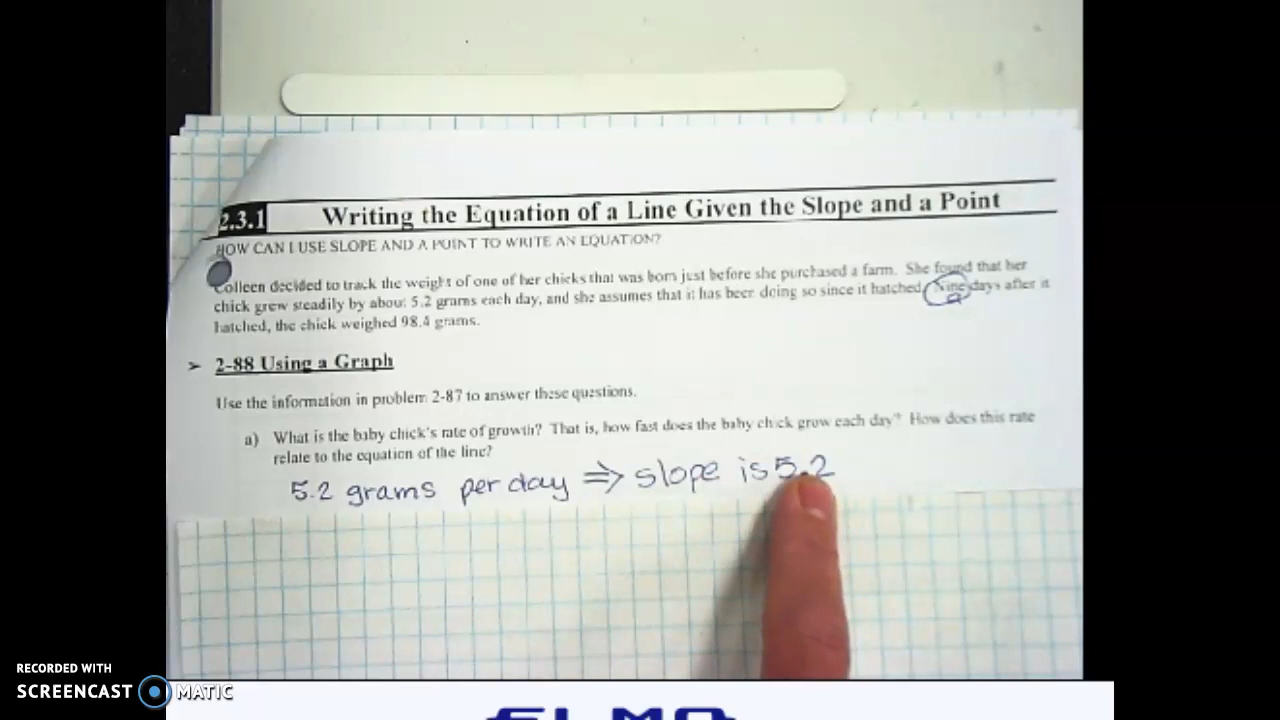 2.3.1 Writing the Equation of a Line Given the Slope and a Point
HOW CAN I USE SLOPE AND A POINT TO WRITE AN EQUATION?
Colleen decided to track the weight of one of her chicks that was born just before she purchased a farm. She found that her
chick grew steadily by about 5.2 grams each day, and she assumes that it has been doing so since it hatched. Nine days after it
hatched, the chick weighed 98.4 grams.
➢ 2-88 Using a Graph
Use the information in problem 2-87 to answer these questions.
a) What is the baby chick's rate of growth? That is, how fast does the baby chick grow each day? How does this rate
relate to the equation of the line?
5.2 grams per day ⇒ slope is 5.2
RECORDED WITH
SCREENCAST MATIC
ELMO